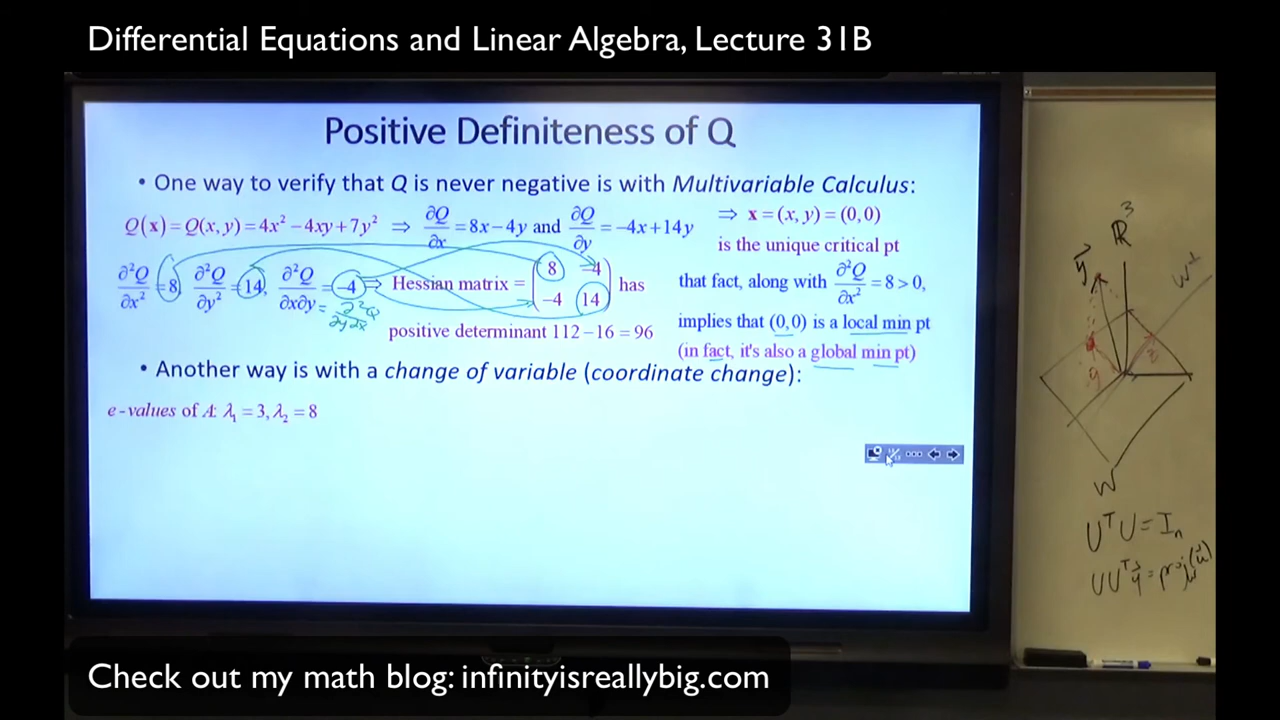 Differential Equations and Linear Algebra, Lecture 31B
Positive Definiteness of Q
• One way to verify that Q is never negative is with Multivariable Calculus:
Q(x) = Q(x, y) = 4x² − 4xy + 7y² ⇒ ∂Q/∂x = 8x − 4y and ∂Q/∂y = −4x + 14y
⇒ x = (x, y) = (0,0)
is the unique critical pt
∂²Q/∂x² = 8, ∂²Q/∂y² = 14, ∂²Q/∂x∂y = −4 ⇒ Hessian matrix = ( 8 −4
−4 14 ) has
= ∂²Q/∂y∂x
positive determinant 112 − 16 = 96
that fact, along with ∂²Q/∂x² = 8 > 0,
implies that (0,0) is a local min pt
(in fact, it's also a global min pt)
• Another way is with a change of variable (coordinate change):
e-values of A: λ₁ = 3, λ₂ = 8
ℝ³
y
W⊥
ŷ
W
UᵀU = Iₙ
Check out my math blog: infinityisreallybig.com